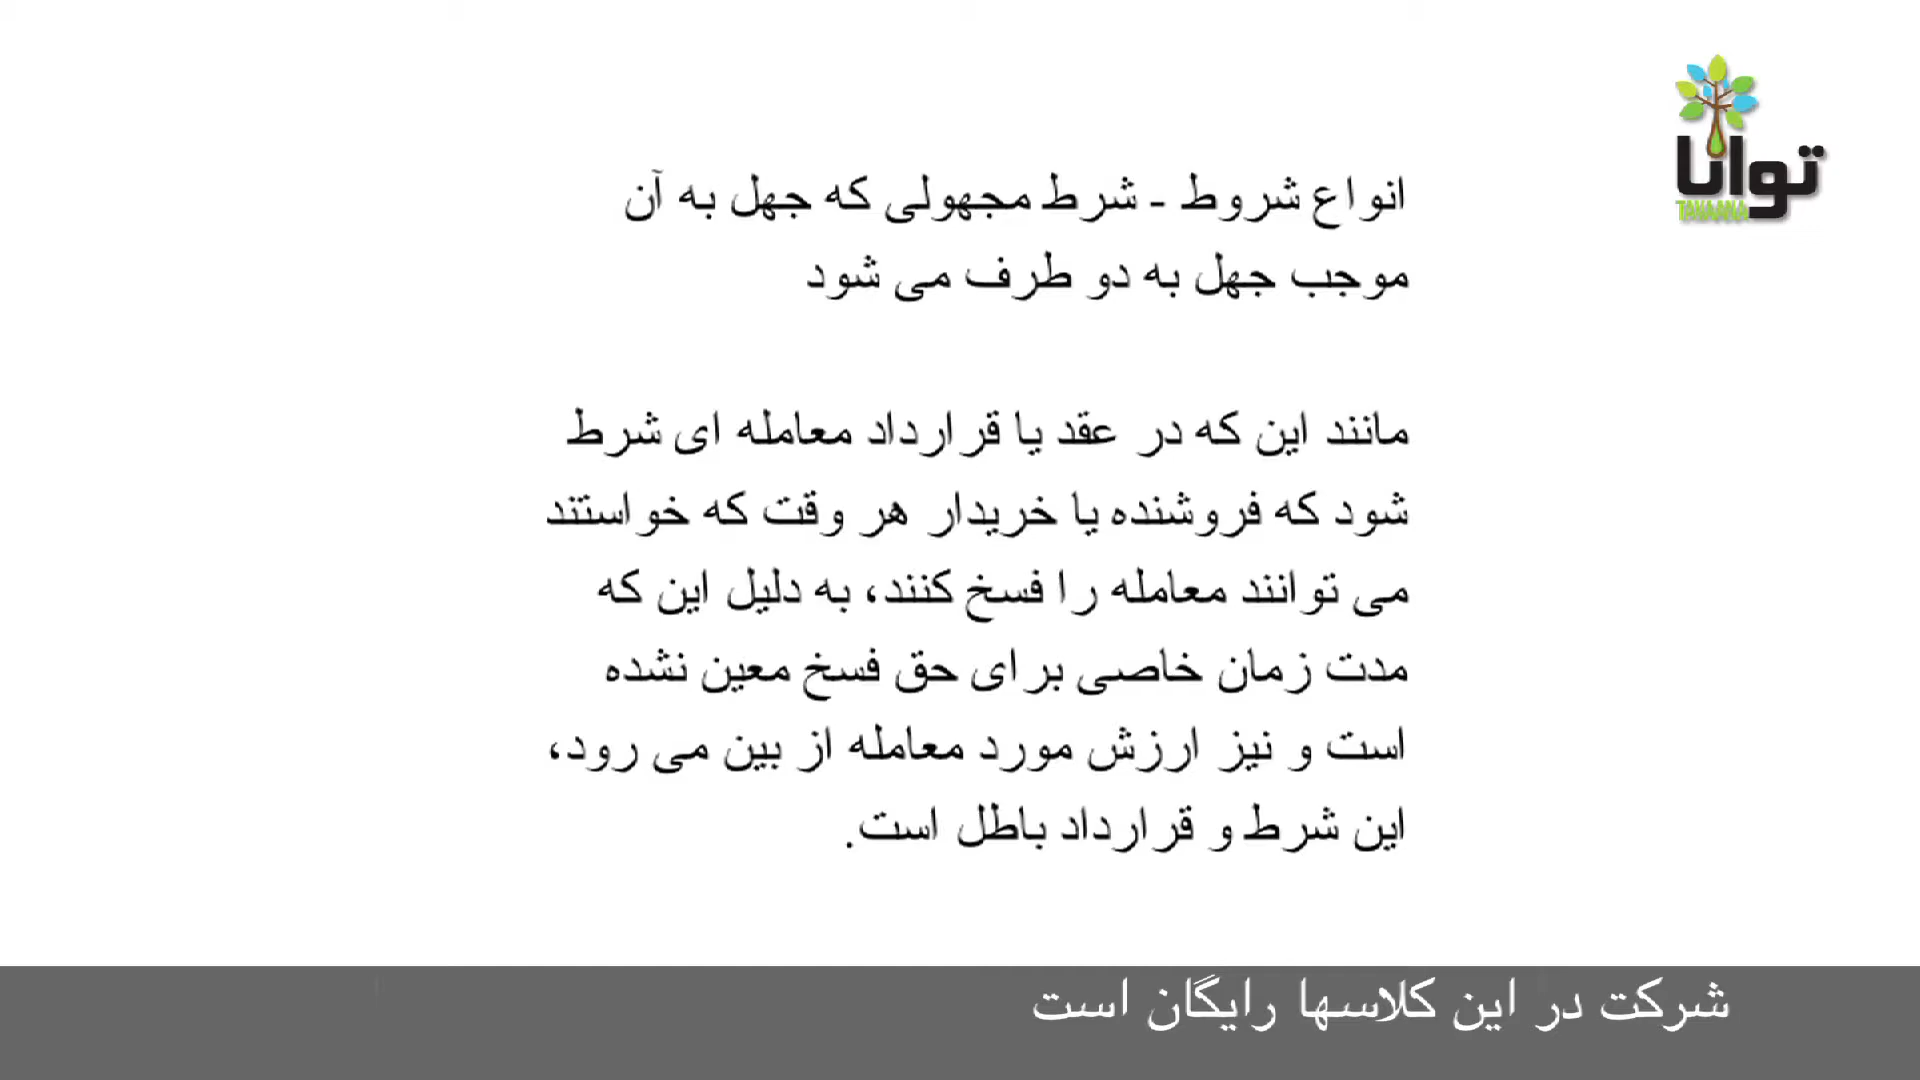 توانا
TAVAANA
انواع شروط - شرط مجهولی که جهل به آن
موجب جهل به دو طرف می شود
مانند این که در عقد یا قرارداد معامله ای شرط
شود که فروشنده یا خریدار هر وقت که خواستند
می توانند معامله را فسخ کنند، به دلیل این که
مدت زمان خاصی برای حق فسخ معین نشده
است و نیز ارزش مورد معامله از بین می رود،
این شرط و قرارداد باطل است.
شرکت در این کلاسها رایگان است